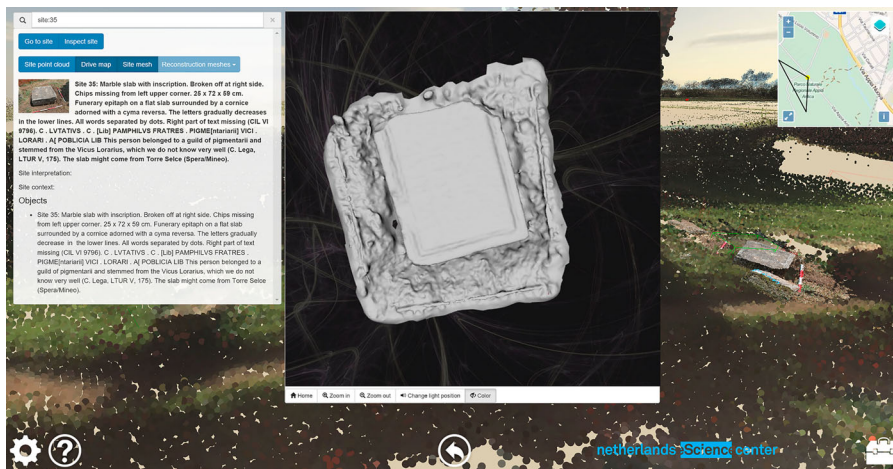 site:35
×
Go to site Inspect site
Site point cloud Drive map Site mesh Reconstruction meshes
Site 35: Marble slab with inscription. Broken off at right side.
Chips missing from left upper corner. 25 x 72 x 59 cm.
Funerary epitaph on a flat slab surrounded by a cornice
adorned with a cyma reversa. The letters gradually decreases
in the lower lines. All words separated by dots. Right part of text missing (CIL VI
9796). C . LVTATIVS . C . [Lib] PAMPHILVS FRATRES . PIGME[ntariari] VICI .
LORARI . A[ POBLICIA LIB This person belonged to a guild of pigmentarii and
stemmed from the Vicus Lorarius, which we do not know very well (C. Lega,
LTUR V, 175). The slab might come from Torre Selce (Spera/Mineo).
Site interpretation:
Site context:
Objects
• Site 35: Marble slab with inscription. Broken off at right side. Chips missing
from left upper corner. 25 x 72 x 59 cm. Funerary epitaph on a flat slab
surrounded by a cornice adorned with a cyma reversa. The letters gradually
decrease in the lower lines. All words separated by dots. Right part of text
missing (CIL VI 9796). C . LVTATIVS . C . [Lib] PAMPHILVS FRATRES .
PIGME[ntariari] VICI . LORARI . A[ POBLICIA LIB This person belonged to a
guild of pigmentarii and stemmed from the Vicus Lorarius, which we do not
know very well (C. Lega, LTUR V, 175). The slab might come from Torre Selce
(Spera/Mineo).
Home Zoom in Zoom out Change light position Color
+
−
i
Via Appia
?
netherlands Scienc center